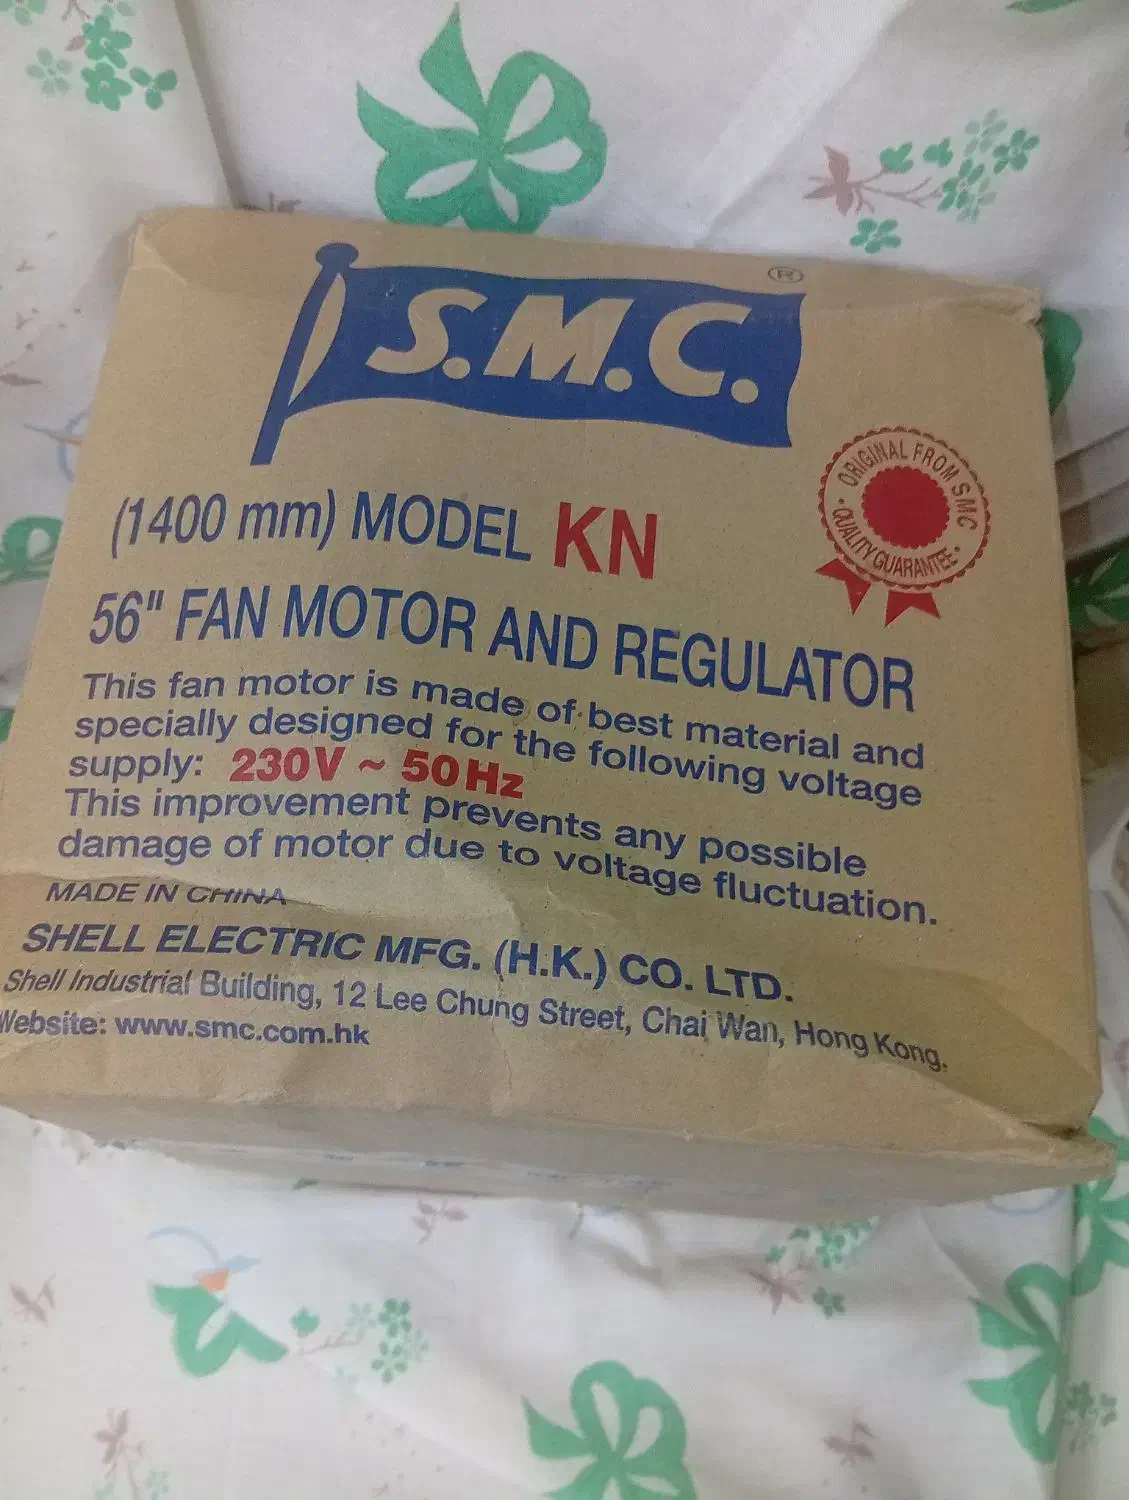 S.M.C.
®
ORIGINAL FROM SMC
• QUALITY GUARANTEE •
(1400 mm) MODEL KN
56" FAN MOTOR AND REGULATOR
This fan motor is made of best material and
specially designed for the following voltage
supply: 230V ~ 50Hz
This improvement prevents any possible
damage of motor due to voltage fluctuation.
MADE IN CHINA
SHELL ELECTRIC MFG. (H.K.) CO. LTD.
Shell Industrial Building, 12 Lee Chung Street, Chai Wan, Hong Kong.
Website: www.smc.com.hk